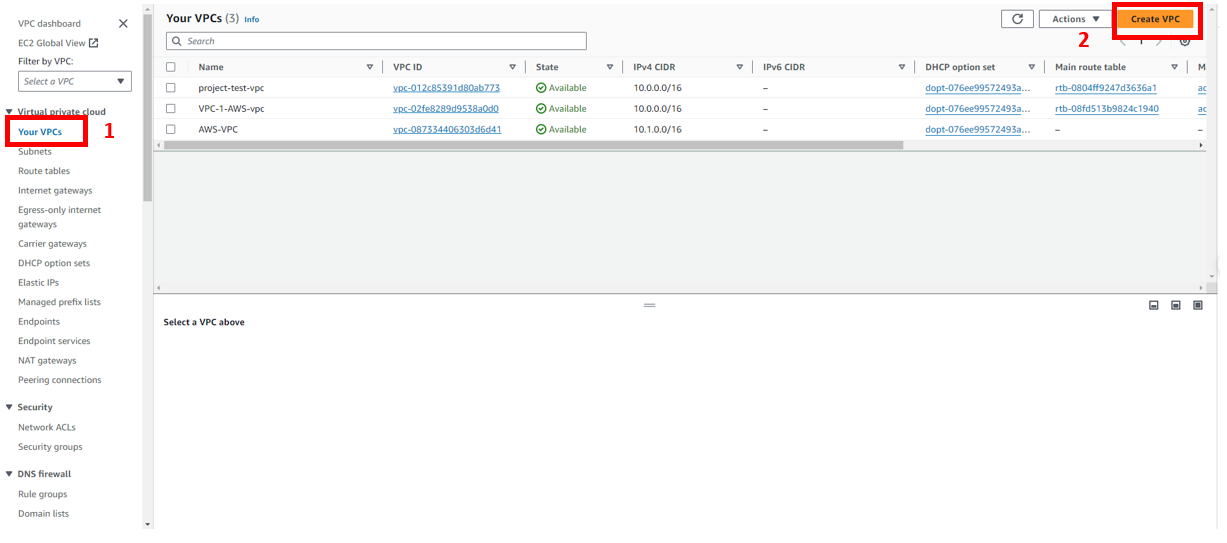 VPC dashboard
EC2 Global View
Filter by VPC:
Select a VPC
Virtual private cloud
Your VPCs
1
Subnets
Route tables
Internet gateways
Egress-only internet
gateways
Carrier gateways
DHCP option sets
Elastic IPs
Managed prefix lists
Endpoints
Endpoint services
NAT gateways
Peering connections
Security
Network ACLs
Security groups
DNS firewall
Rule groups
Domain lists
Your VPCs (3) Info
Actions
Create VPC
2
Search
1
Name VPC ID State IPv4 CIDR IPv6 CIDR DHCP option set Main route table
project-test-vpc vpc-012c85391d80ab773 Available 10.0.0.0/16 – dopt-076ee99572493a... rtb-0804ff9247d3636a1
VPC-1-AWS-vpc vpc-02fe8289d9538a0d0 Available 10.0.0.0/16 – dopt-076ee99572493a... rtb-08fd513b9824c1940
AWS-VPC vpc-087334406303d6d41 Available 10.1.0.0/16 – dopt-076ee99572493a... – –
Select a VPC above